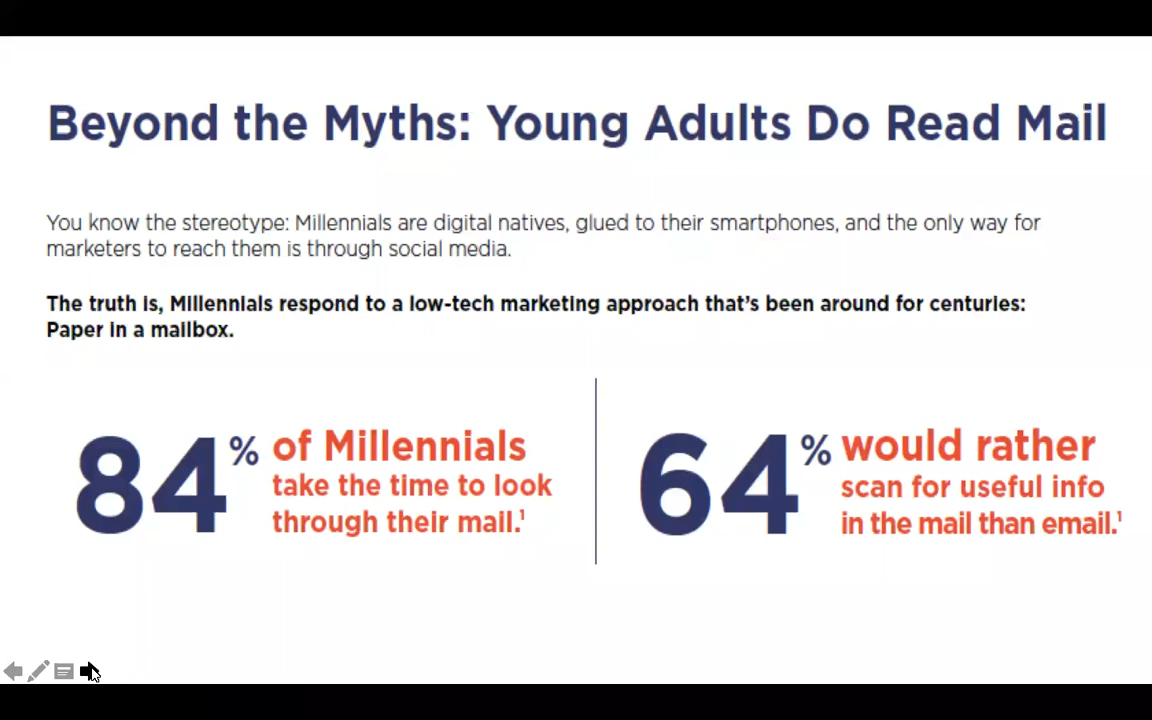 Beyond the Myths: Young Adults Do Read Mail
You know the stereotype: Millennials are digital natives, glued to their smartphones, and the only way for
marketers to reach them is through social media.
The truth is, Millennials respond to a low-tech marketing approach that's been around for centuries:
Paper in a mailbox.
84% of Millennials
take the time to look
through their mail.¹
64% would rather
scan for useful info
in the mail than email.¹